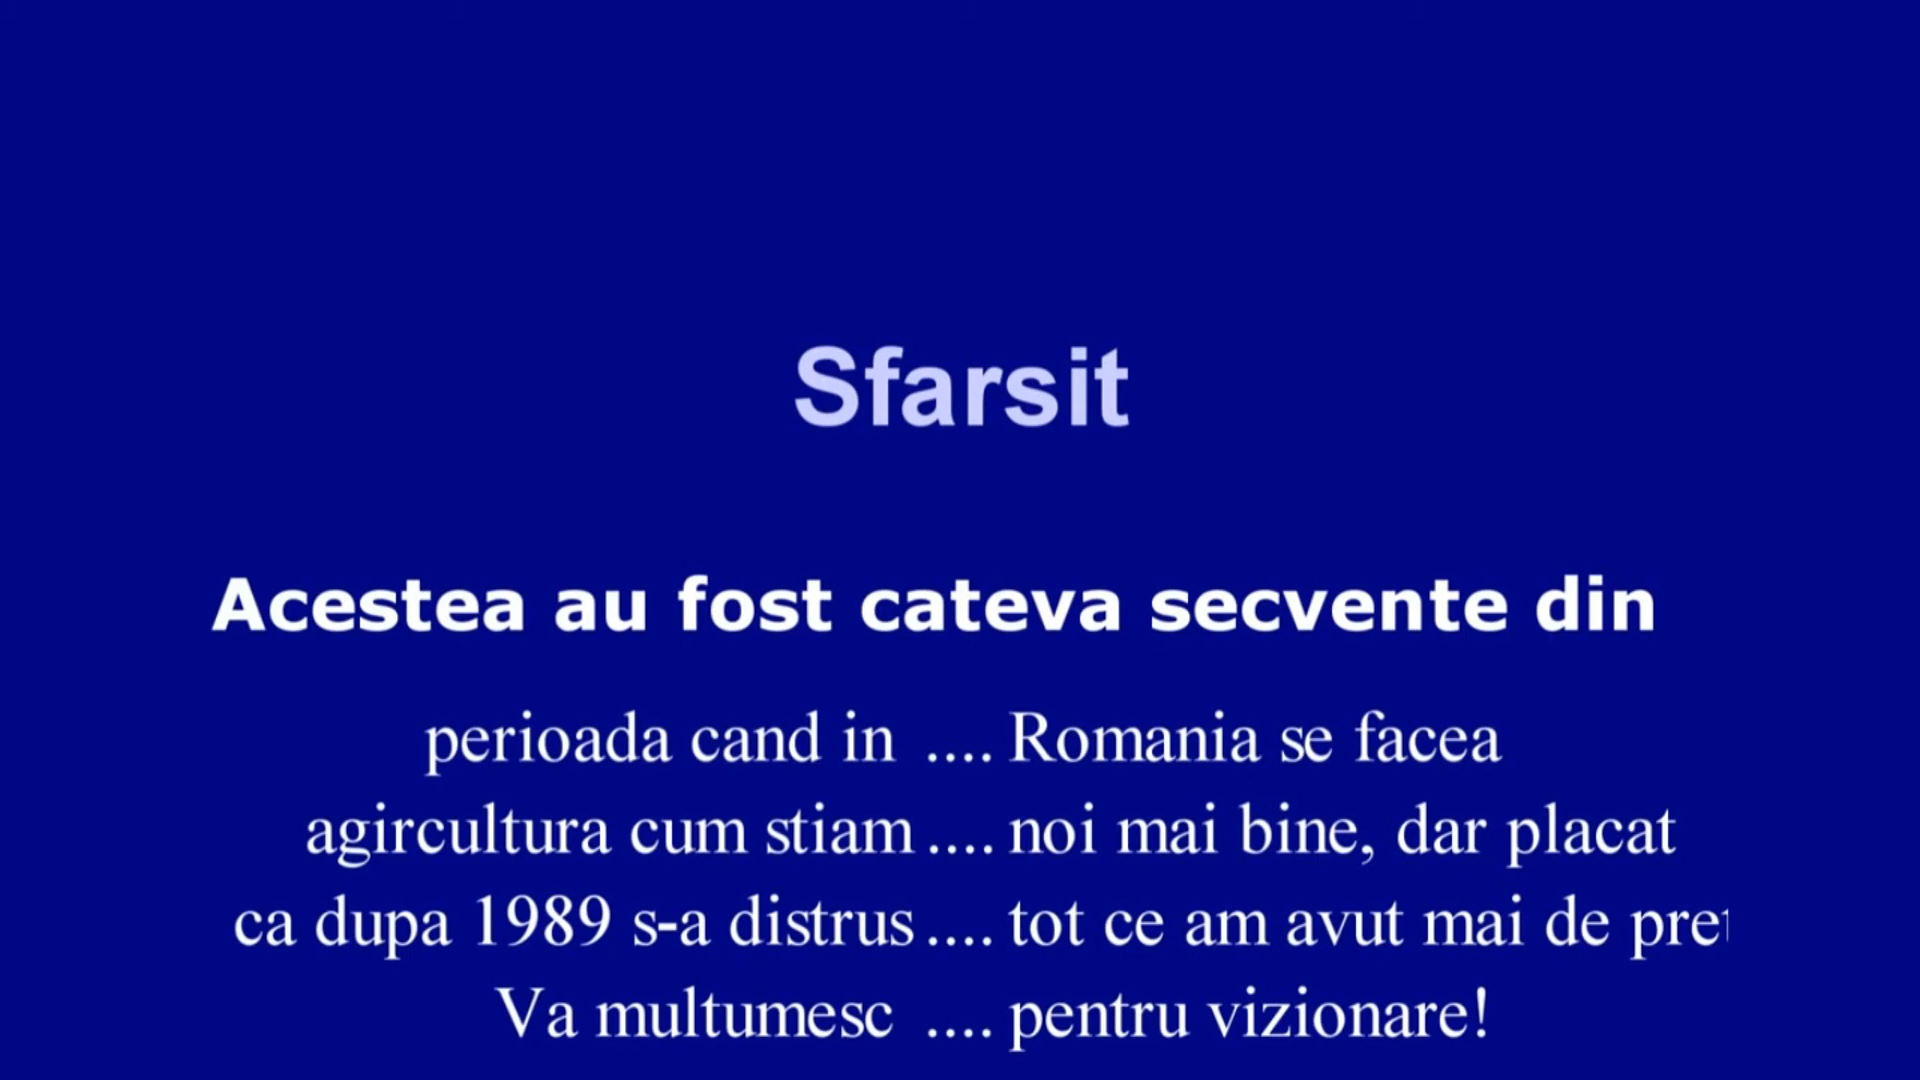 Sfarsit
Acestea au fost cateva secvente din
perioada cand in .... Romania se facea
agircultura cum stiam .... noi mai bine, dar placat
ca dupa 1989 s-a distrus .... tot ce am avut mai de pret
Va multumesc .... pentru vizionare!